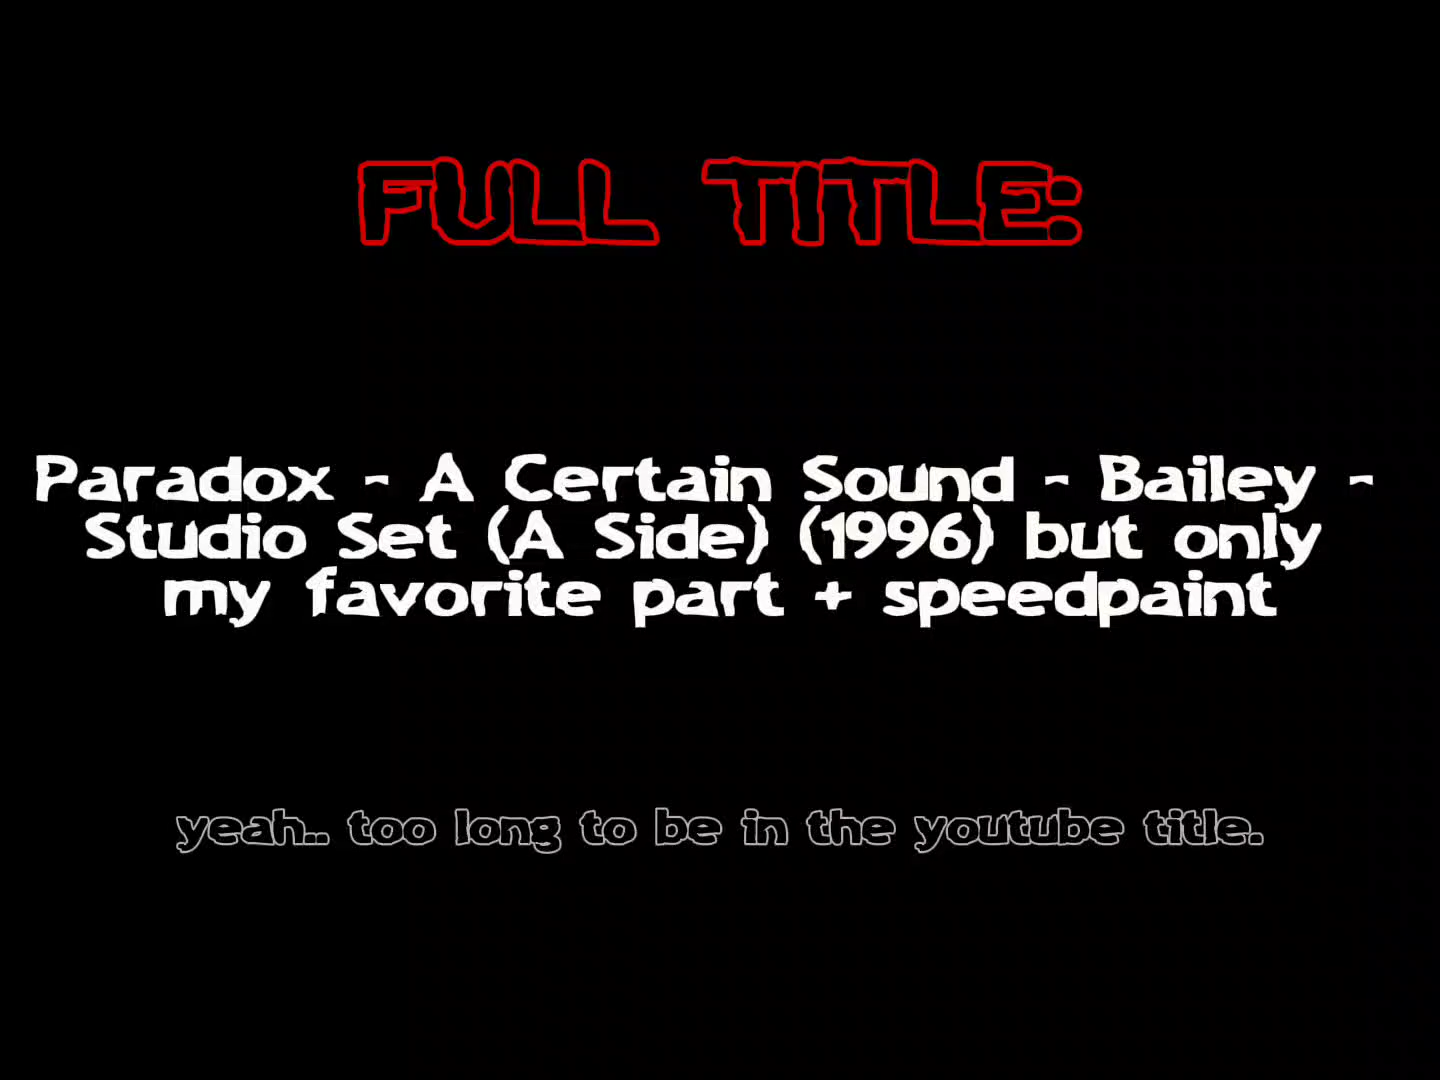 FULL TITLE:
Paradox - A Certain Sound - Bailey -
Studio Set (A Side) (1996) but only
my favorite part + speedpaint
yeah.. too long to be in the youtube title.